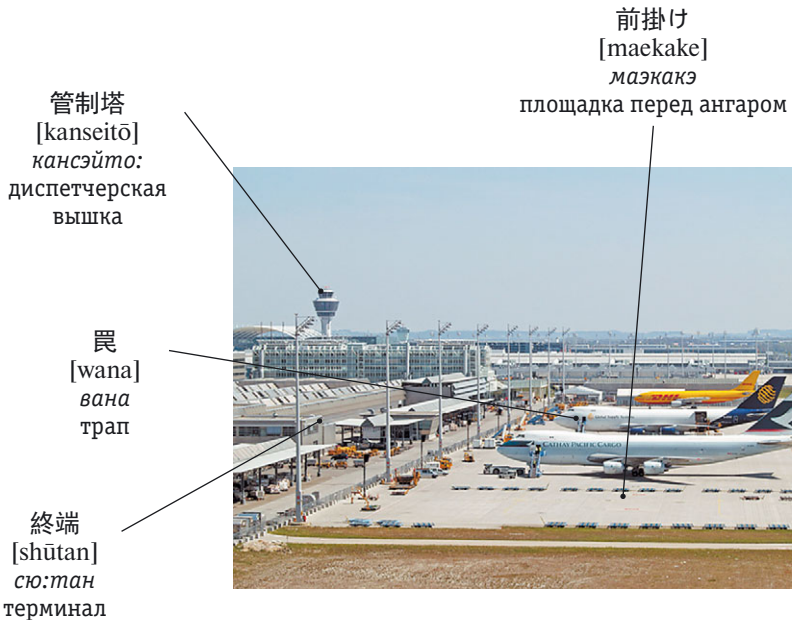 前掛け
[maekake]
маэкакэ
площадка перед ангаром
管制塔
[kanseitō]
кансэйто:
диспетчерская
вышка
罠
[wana]
вана
трап
終端
[shūtan]
сю:тан
терминал
DHL
CATHAY PACIFIC CARGO